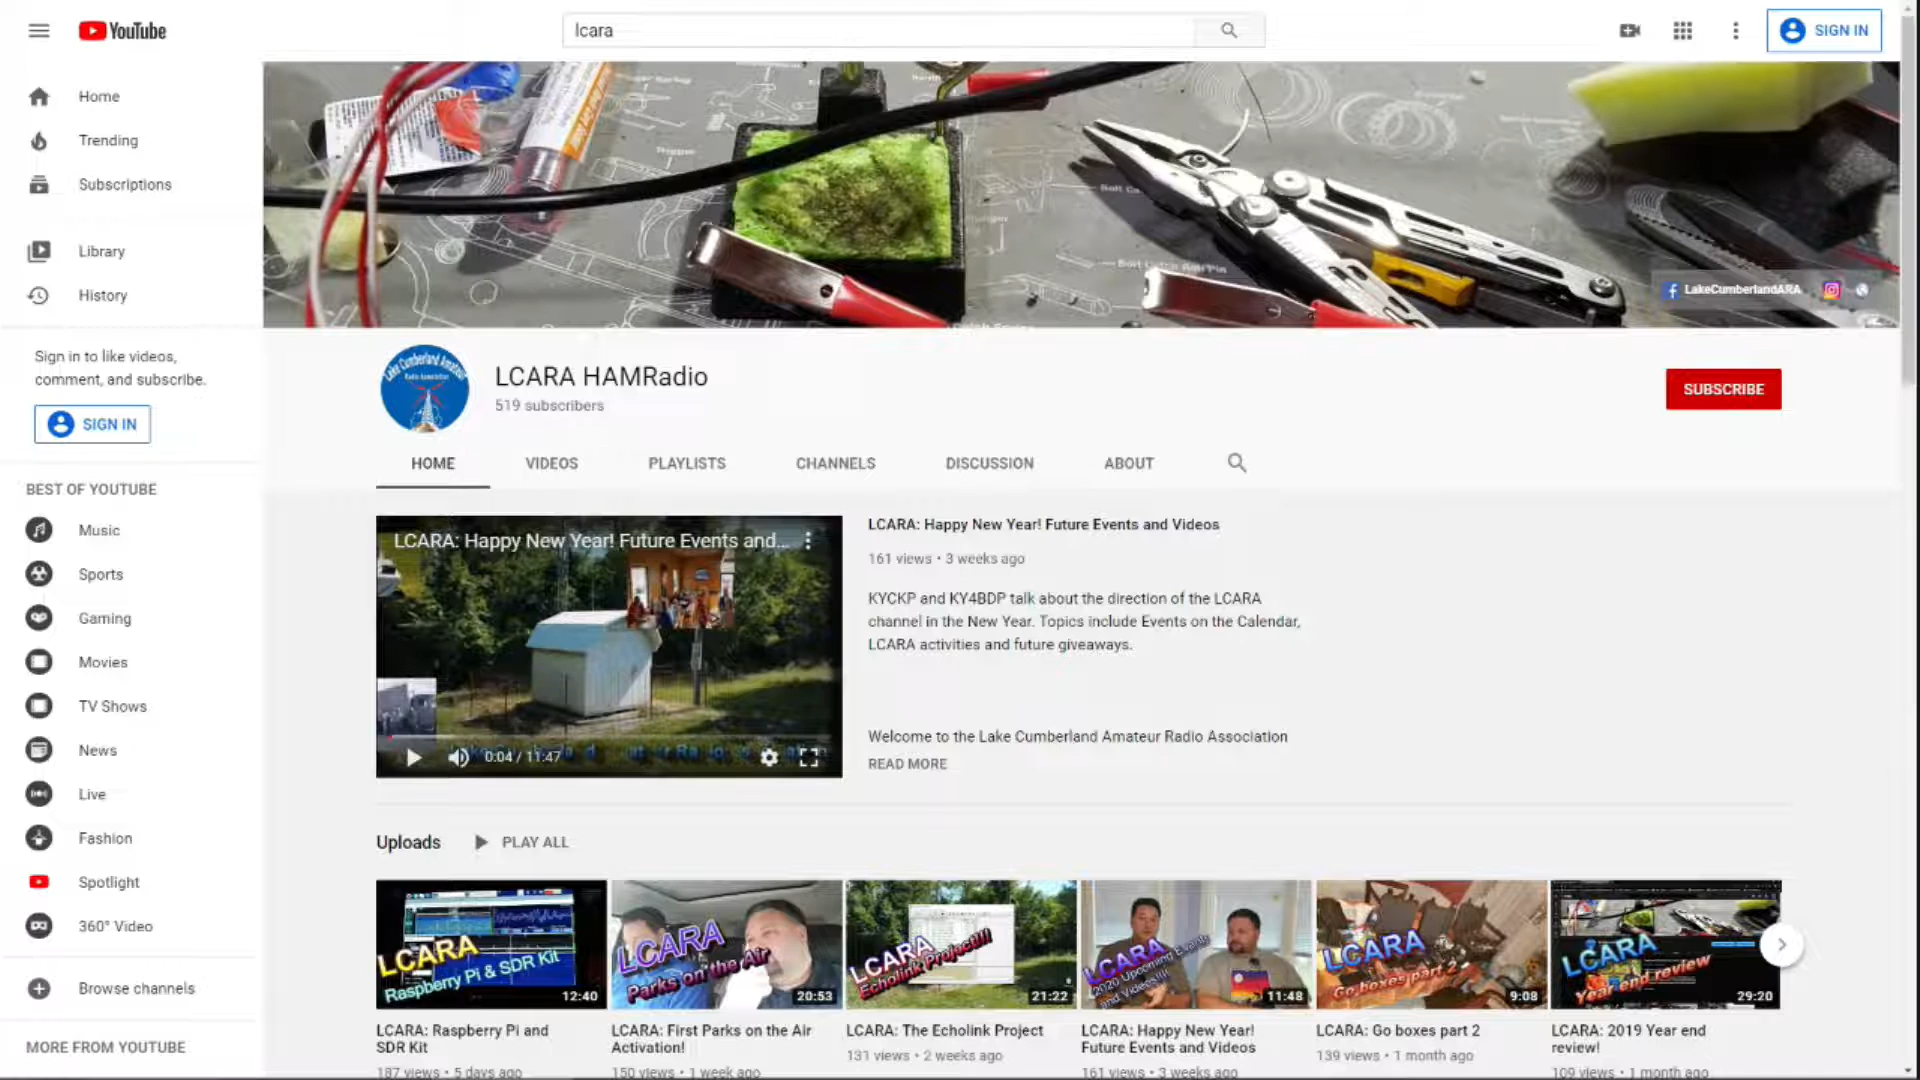 YouTube
lcara
SIGN IN
Home
Trending
Subscriptions
Library
History
Sign in to like videos,
comment, and subscribe.
SIGN IN
BEST OF YOUTUBE
Music
Sports
Gaming
Movies
TV Shows
News
Live
Fashion
Spotlight
360° Video
Browse channels
MORE FROM YOUTUBE
LakeCumberlandARA
Lake Cumberland Amateur
Radio Association
LCARA HAMRadio
519 subscribers
SUBSCRIBE
HOME
VIDEOS
PLAYLISTS
CHANNELS
DISCUSSION
ABOUT
LCARA: Happy New Year! Future Events and...
0:04 / 11:47
LCARA: Happy New Year! Future Events and Videos
161 views • 3 weeks ago
KYCKP and KY4BDP talk about the direction of the LCARA
channel in the New Year. Topics include Events on the Calendar,
LCARA activities and future giveaways.
Welcome to the Lake Cumberland Amateur Radio Association
READ MORE
Uploads
PLAY ALL
LCARA
Raspberry Pi & SDR Kit
12:40
LCARA: Raspberry Pi and
SDR Kit
187 views • 5 days ago
LCARA
Parks on the Air
20:53
LCARA: First Parks on the Air
Activation!
150 views • 1 week ago
LCARA
Echolink Project!!!
21:22
LCARA: The Echolink Project
131 views • 2 weeks ago
LCARA
2020 Upcoming Events
and Videos!!!!
11:48
LCARA: Happy New Year!
Future Events and Videos
161 views • 3 weeks ago
LCARA
Go boxes part 2
9:08
LCARA: Go boxes part 2
139 views • 1 month ago
LCARA
Year end review
29:20
LCARA: 2019 Year end
review!
109 views • 1 month ago